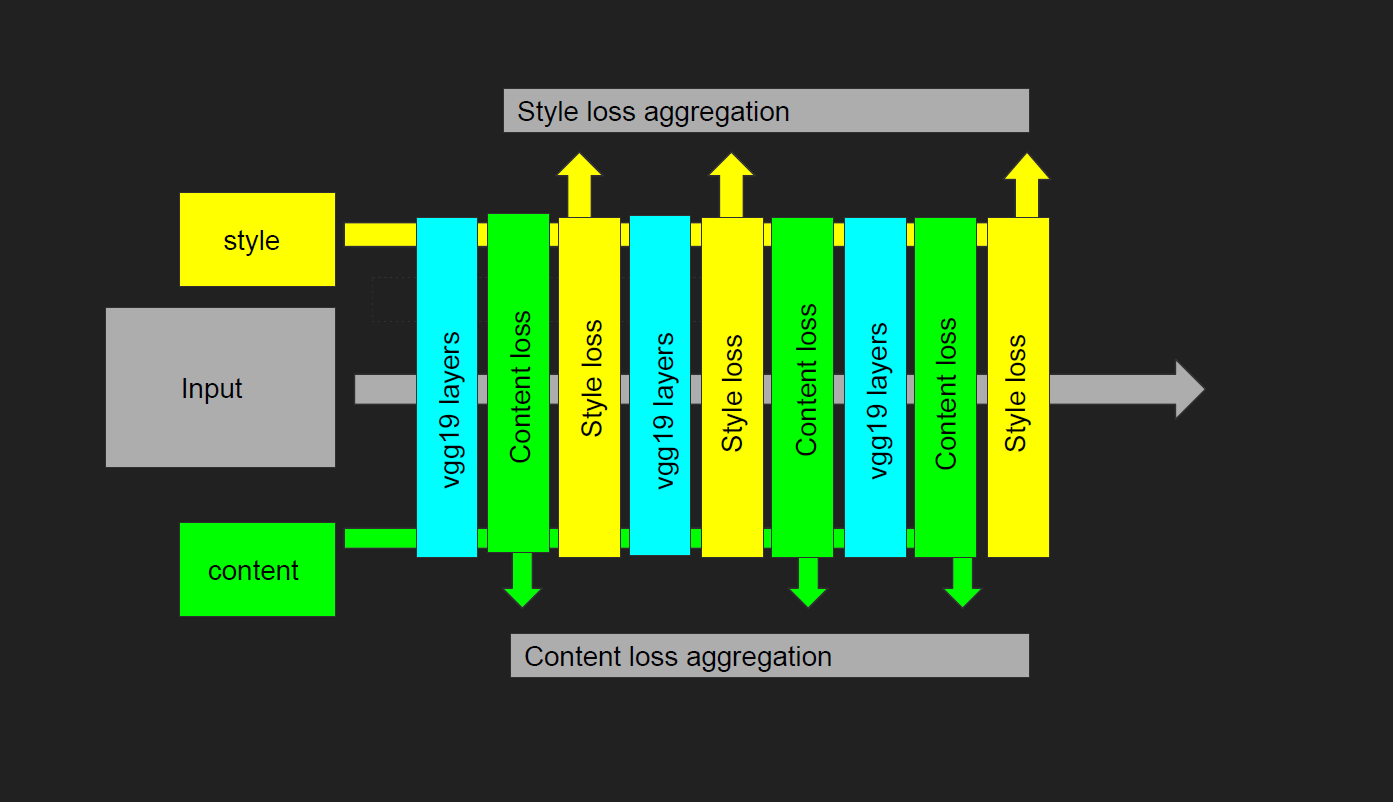 Style loss aggregation
style
Input
content
vgg19 layers
Content loss
Style loss
vgg19 layers
Style loss
Content loss
vgg19 layers
Content loss
Style loss
Content loss aggregation